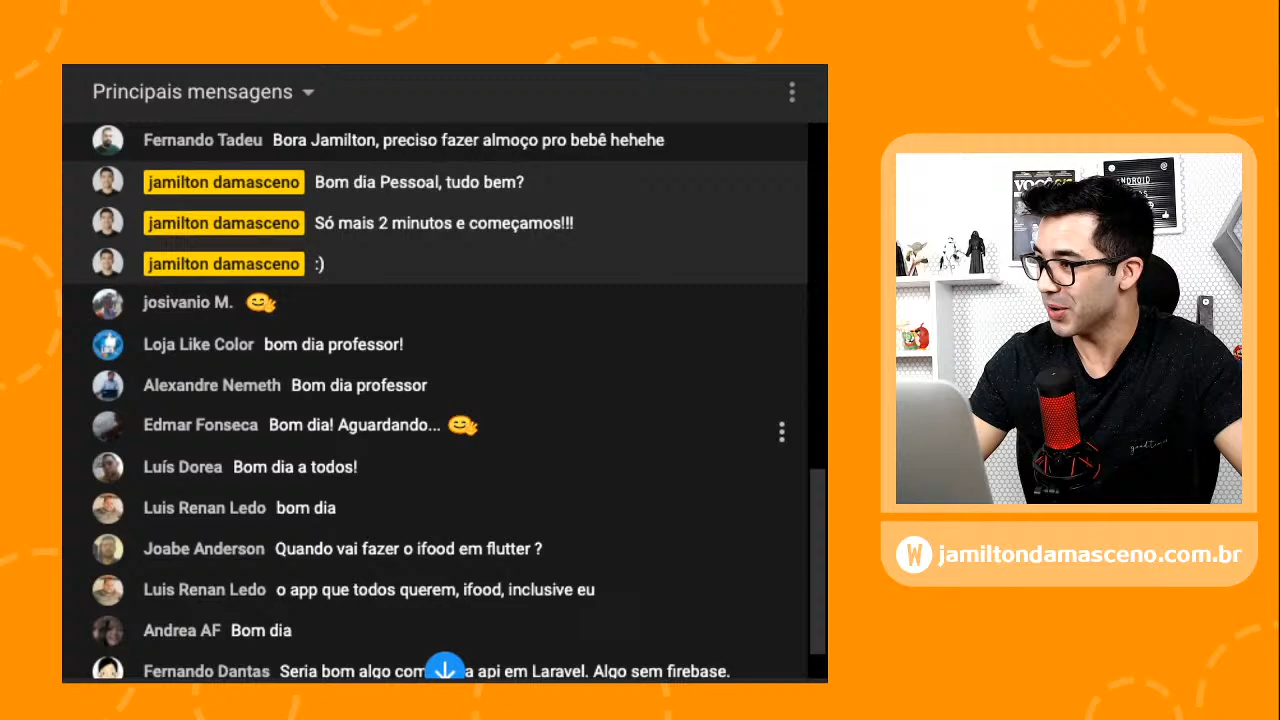 Principais mensagens
Fernando Tadeu Bora Jamilton, preciso fazer almoço pro bebê hehehe
jamilton damasceno Bom dia Pessoal, tudo bem?
jamilton damasceno Só mais 2 minutos e começamos!!!
jamilton damasceno :)
josivanio M.
Loja Like Color bom dia professor!
Alexandre Nemeth Bom dia professor
Edmar Fonseca Bom dia! Aguardando...
Luís Dorea Bom dia a todos!
Luis Renan Ledo bom dia
Joabe Anderson Quando vai fazer o ifood em flutter ?
Luis Renan Ledo o app que todos querem, ifood, inclusive eu
Andrea AF Bom dia
Fernando Dantas Seria bom algo com a api em Laravel. Algo sem firebase.
VOCÊ
ANDROID
W jamiltondamasceno.com.br